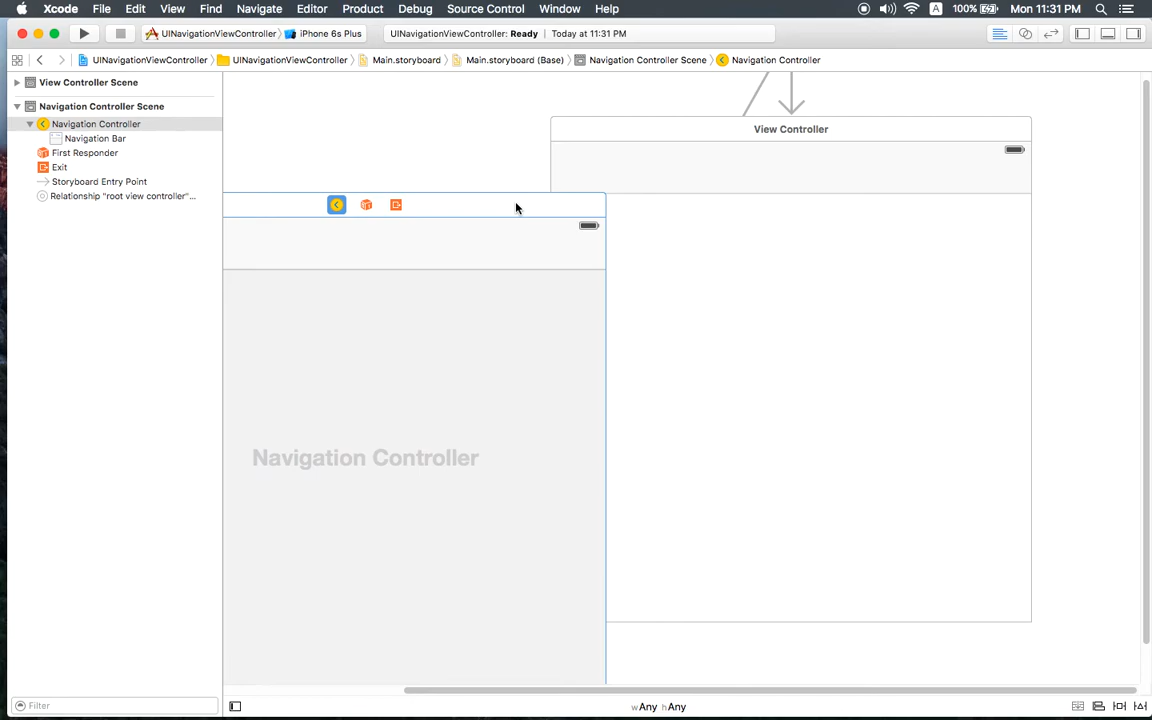 Xcode File Edit View Find Navigate Editor Product Debug Source Control Window Help A 100% Mon 11:31 PM
UINavigationViewController iPhone 6s Plus UINavigationViewController: Ready Today at 11:31 PM
UINavigationViewController UINavigationViewController Main.storyboard Main.storyboard (Base) Navigation Controller Scene Navigation Controller
View Controller Scene
Navigation Controller Scene
Navigation Controller
Navigation Bar
First Responder
Exit
Storyboard Entry Point
Relationship "root view controller"...
View Controller
Navigation Controller
Filter
wAny hAny